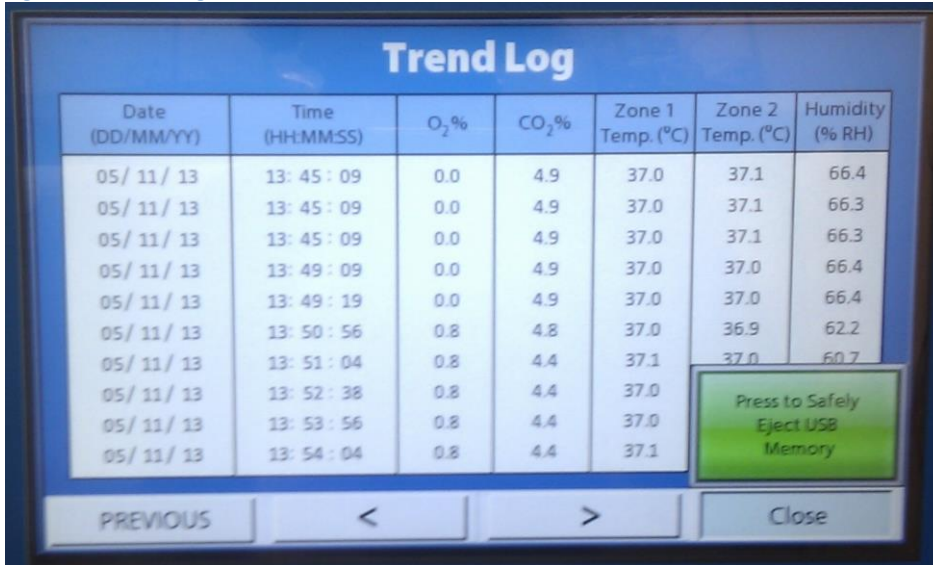 Trend Log
Date (DD/MM/YY) Time (HH:MM:SS) O₂% CO₂% Zone 1 Temp. (°C) Zone 2 Temp. (°C) Humidity (% RH)
05/ 11/ 13 13: 45 : 09 0.0 4.9 37.0 37.1 66.4
05/ 11/ 13 13: 45 : 09 0.0 4.9 37.0 37.1 66.3
05/ 11/ 13 13: 45 : 09 0.0 4.9 37.0 37.1 66.3
05/ 11/ 13 13: 49 : 09 0.0 4.9 37.0 37.0 66.4
05/ 11/ 13 13: 49 : 19 0.0 4.9 37.0 37.0 66.4
05/ 11/ 13 13: 50 : 56 0.8 4.8 37.0 36.9 62.2
05/ 11/ 13 13: 51 : 04 0.8 4.4 37.1 37.0 60.7
05/ 11/ 13 13: 52 : 38 0.8 4.4 37.0
05/ 11/ 13 13: 53 : 56 0.8 4.4 37.0
05/ 11/ 13 13: 54 : 04 0.8 4.4 37.1
Press to Safely
Eject USB
Memory
PREVIOUS < > Close